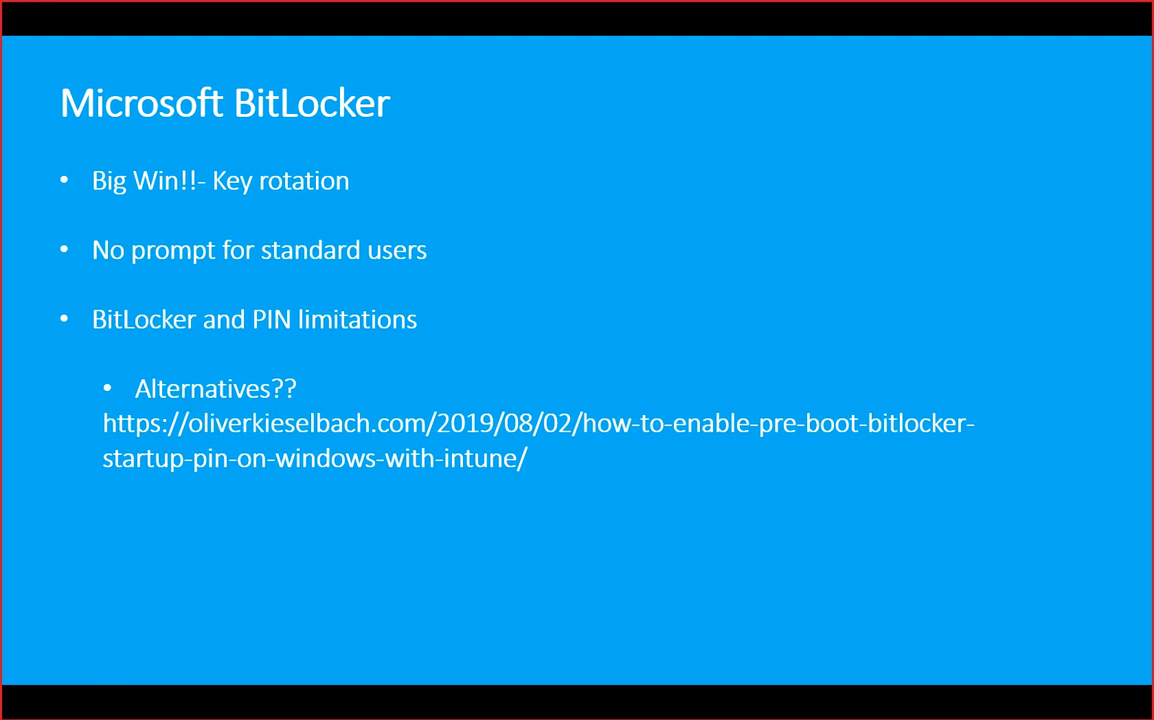 Microsoft BitLocker
• Big Win!!- Key rotation
• No prompt for standard users
• BitLocker and PIN limitations
• Alternatives??
https://oliverkieselbach.com/2019/08/02/how-to-enable-pre-boot-bitlocker-
startup-pin-on-windows-with-intune/